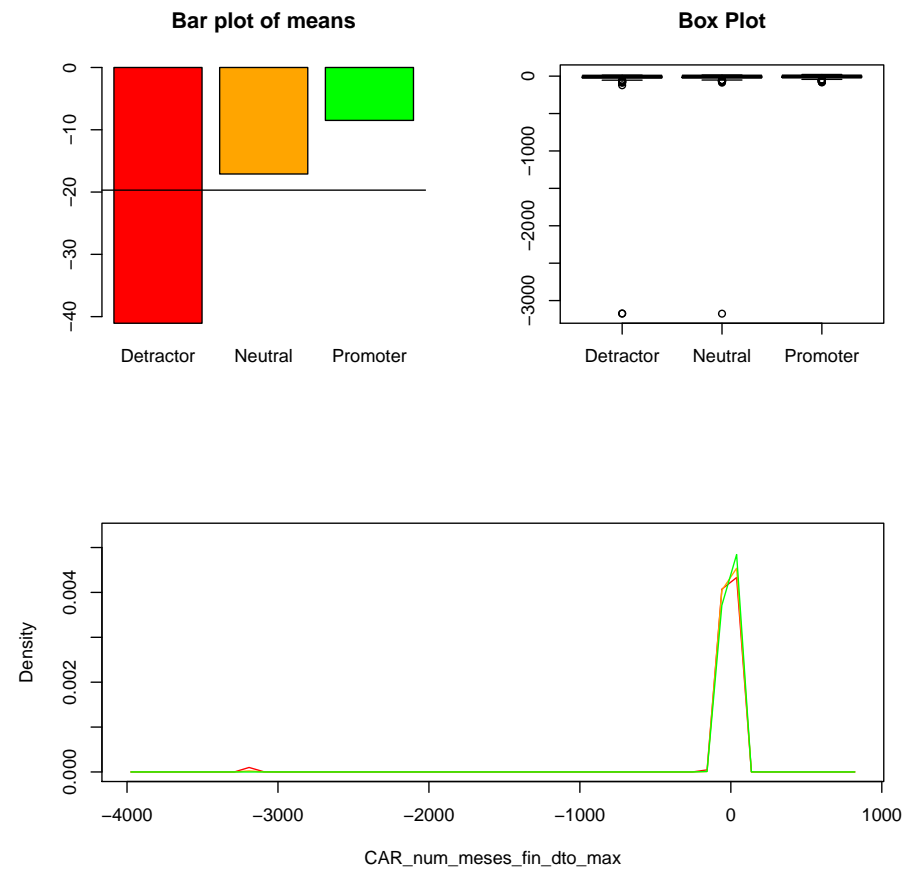 Bar plot of means
0
−10
−20
−30
−40
Detractor Neutral Promoter
Box Plot
0
−1000
−2000
−3000
Detractor Neutral Promoter
Density
0.004
0.002
0.000
−4000 −3000 −2000 −1000 0 1000
CAR_num_meses_fin_dto_max